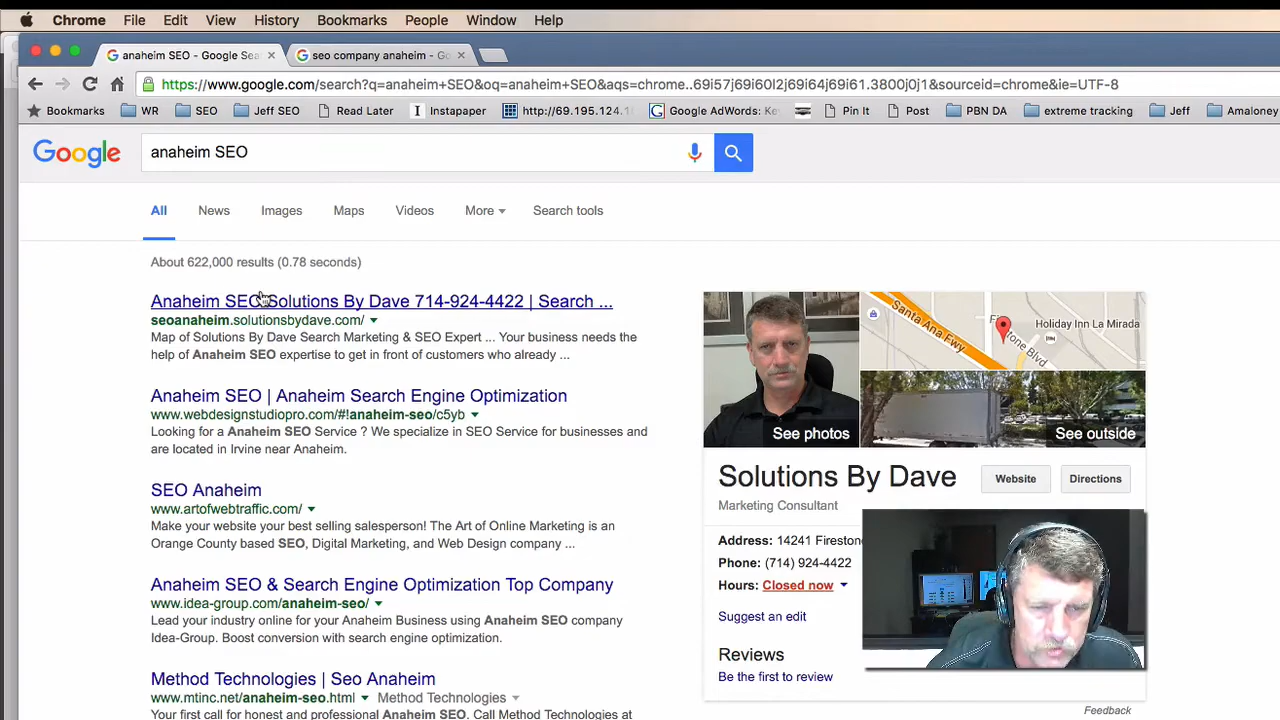 Chrome File Edit View History Bookmarks People Window Help
anaheim SEO - Google Sea × seo company anaheim - Go ×
https://www.google.com/search?q=anaheim+SEO&oq=anaheim+SEO&aqs=chrome..69i57j69i60l2j69i64j69i61.3800j0j1&sourceid=chrome&ie=UTF-8
Bookmarks WR SEO Jeff SEO Read Later Instapaper http://69.195.124.1 Google AdWords: Ke Pin It Post PBN DA extreme tracking Jeff Amaloney
Google anaheim SEO
All News Images Maps Videos More Search tools
About 622,000 results (0.78 seconds)
Anaheim SEO Solutions By Dave 714-924-4422 | Search ...
seoanaheim.solutionsbydave.com/
Map of Solutions By Dave Search Marketing & SEO Expert ... Your business needs the
help of Anaheim SEO expertise to get in front of customers who already ...
Anaheim SEO | Anaheim Search Engine Optimization
www.webdesignstudiopro.com/#!anaheim-seo/c5yb
Looking for a Anaheim SEO Service ? We specialize in SEO Service for businesses and
are located in Irvine near Anaheim.
SEO Anaheim
www.artofwebtraffic.com/
Make your website your best selling salesperson! The Art of Online Marketing is an
Orange County based SEO, Digital Marketing, and Web Design company ...
Anaheim SEO & Search Engine Optimization Top Company
www.idea-group.com/anaheim-seo/
Lead your industry online for your Anaheim Business using Anaheim SEO company
Idea-Group. Boost conversion with search engine optimization.
Method Technologies | Seo Anaheim
www.mtinc.net/anaheim-seo.html Method Technologies
Your first call for honest and professional Anaheim SEO. Call Method Technologies at
Santa Ana Fwy
Holiday Inn La Mirada
stone Blvd
See photos
See outside
Solutions By Dave Website Directions
Marketing Consultant
Address: 14241 Fireston
Phone: (714) 924-4422
Hours: Closed now
Suggest an edit
Reviews
Be the first to review
Feedback